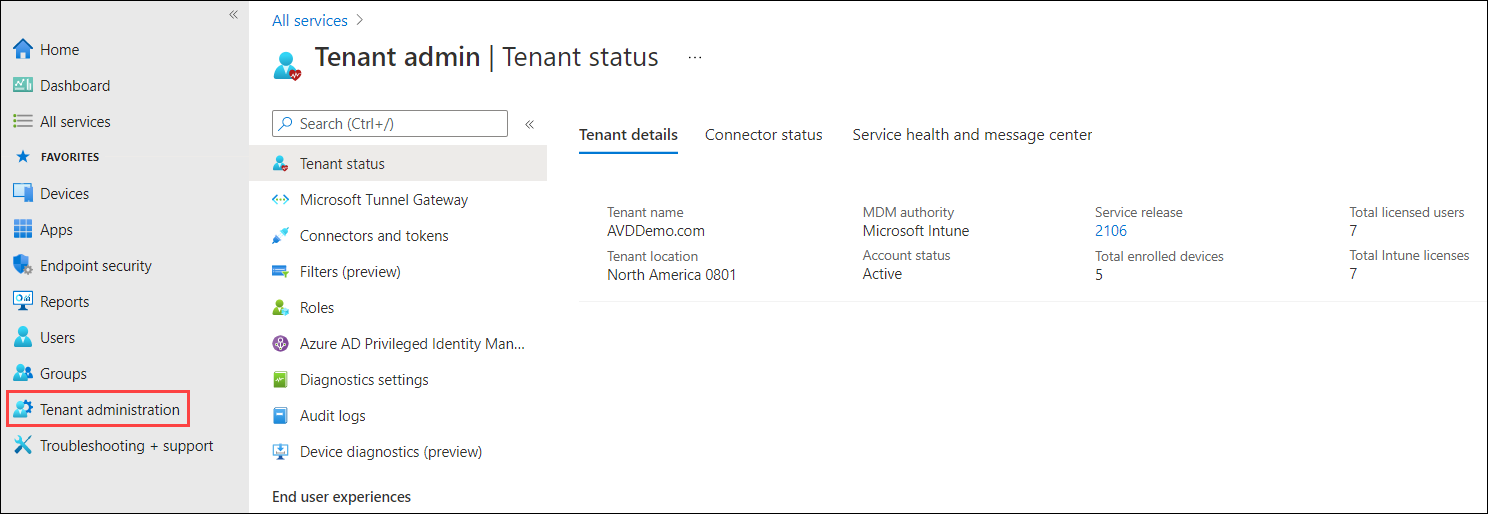 Home
Dashboard
All services
FAVORITES
Devices
Apps
Endpoint security
Reports
Users
Groups
Tenant administration
Troubleshooting + support
All services
Tenant admin | Tenant status
Search (Ctrl+/)
Tenant status
Microsoft Tunnel Gateway
Connectors and tokens
Filters (preview)
Roles
Azure AD Privileged Identity Man...
Diagnostics settings
Audit logs
Device diagnostics (preview)
End user experiences
Tenant details Connector status Service health and message center
Tenant name
AVDDemo.com
Tenant location
North America 0801
MDM authority
Microsoft Intune
Account status
Active
Service release
2106
Total enrolled devices
5
Total licensed users
7
Total Intune licenses
7